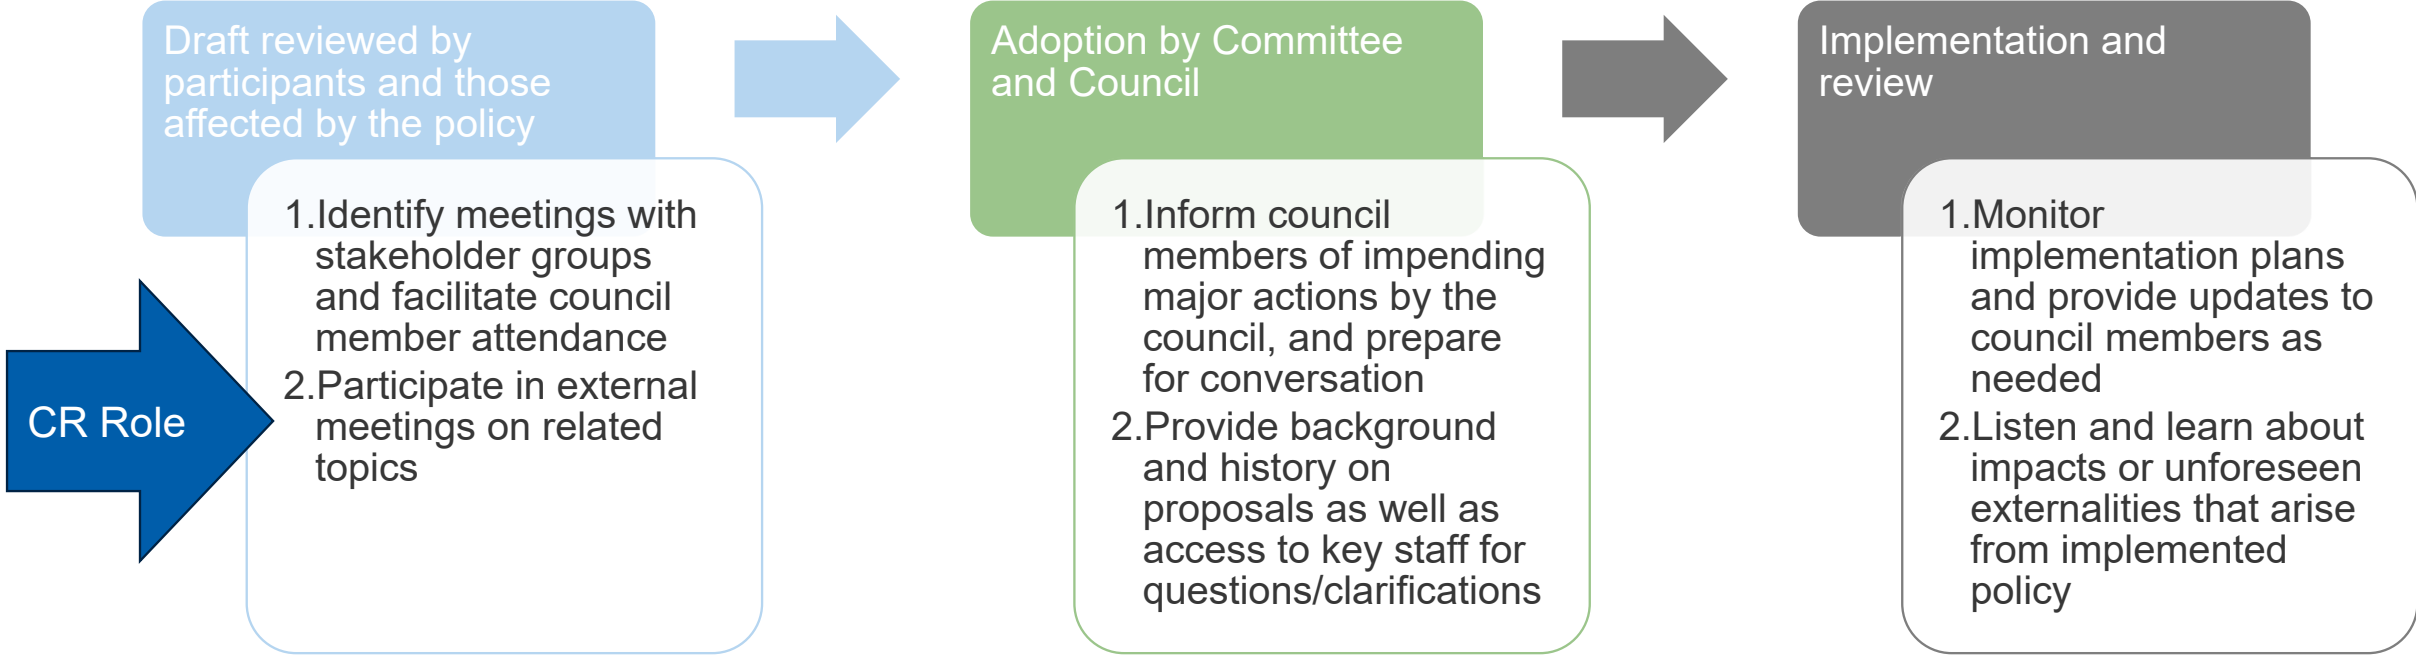 Draft reviewed by
participants and those
affected by the policy
1.Identify meetings with
stakeholder groups
and facilitate council
member attendance
2.Participate in external
meetings on related
topics
CR Role
Adoption by Committee
and Council
1.Inform council
members of impending
major actions by the
council, and prepare
for conversation
2.Provide background
and history on
proposals as well as
access to key staff for
questions/clarifications
Implementation and
review
1.Monitor
implementation plans
and provide updates to
council members as
needed
2.Listen and learn about
impacts or unforeseen
externalities that arise
from implemented
policy